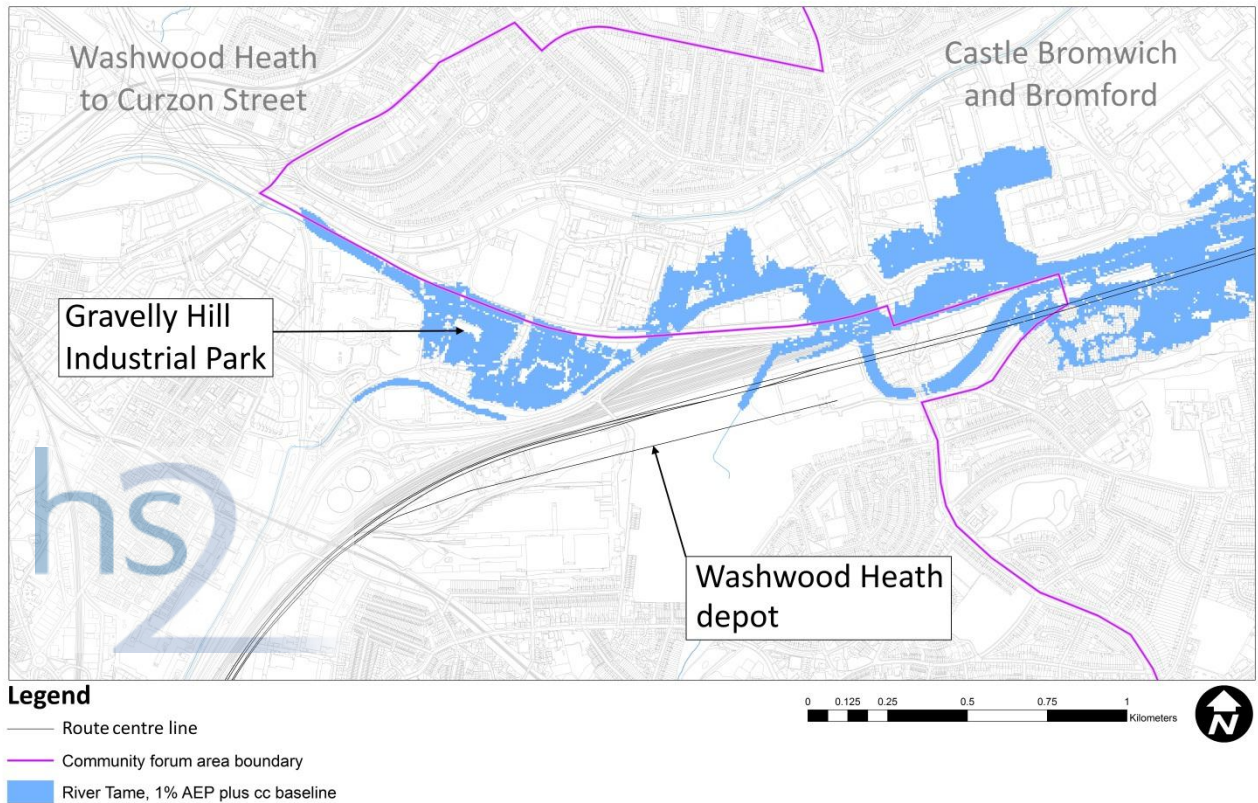 Washwood Heath
to Curzon Street
Castle Bromwich
and Bromford
Gravelly Hill
Industrial Park
Washwood Heath
depot
hs2
Legend
Route centre line
Community forum area boundary
River Tame, 1% AEP plus cc baseline
0 0.125 0.25 0.5 0.75 1
Kilometers
N